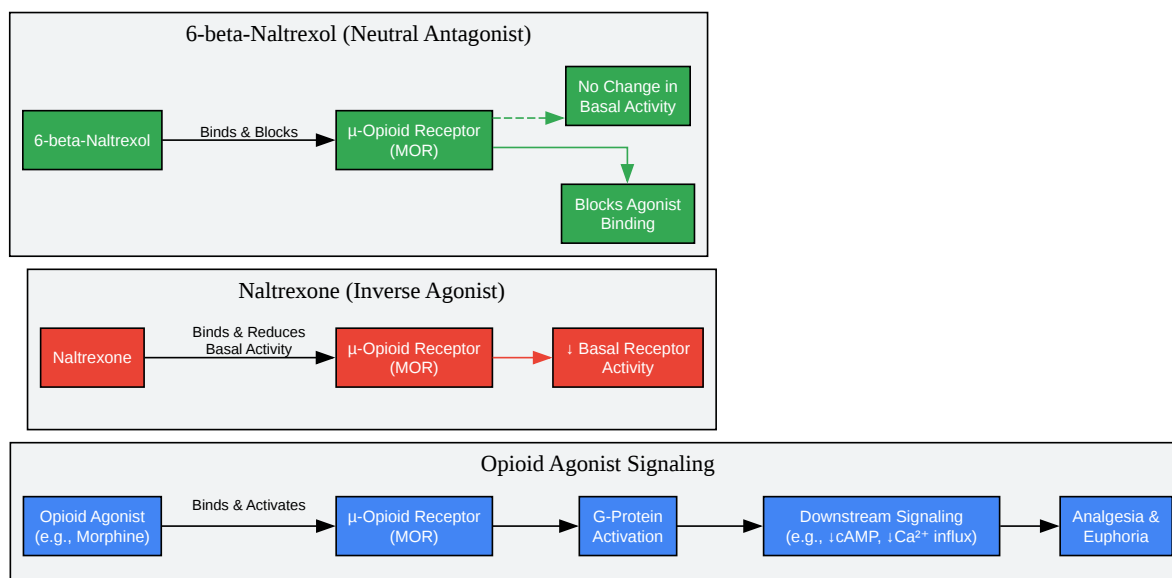 6-beta-Naltrexol (Neutral Antagonist)
No Change in
Basal Activity
6-beta-Naltrexol
Binds & Blocks
µ-Opioid Receptor
(MOR)
Blocks Agonist
Binding
Naltrexone (Inverse Agonist)
Naltrexone
Binds & Reduces
Basal Activity
µ-Opioid Receptor
(MOR)
↓ Basal Receptor
Activity
Opioid Agonist Signaling
Opioid Agonist
(e.g., Morphine)
Binds & Activates
µ-Opioid Receptor
(MOR)
G-Protein
Activation
Downstream Signaling
(e.g., ↓cAMP, ↓Ca²⁺ influx)
Analgesia &
Euphoria